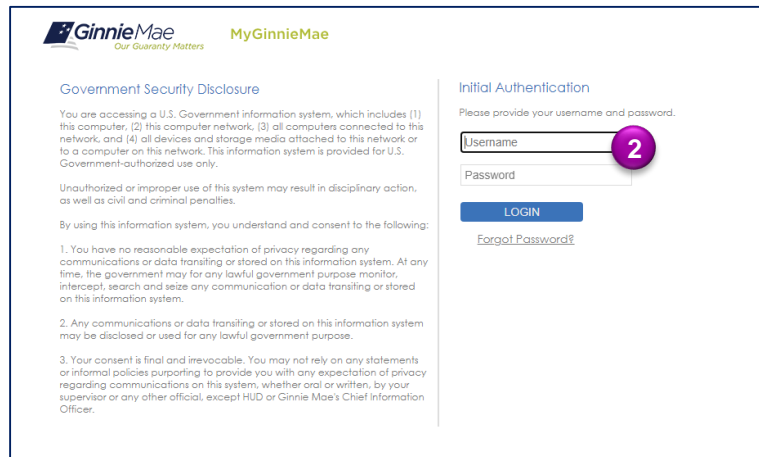 GinnieMae
Our Guaranty Matters
MyGinnieMae
Government Security Disclosure
You are accessing a U.S. Government information system, which includes (1)
this computer, (2) this computer network, (3) all computers connected to this
network, and (4) all devices and storage media attached to this network or
to a computer on this network. This information system is provided for U.S.
Government-authorized use only.
Unauthorized or improper use of this system may result in disciplinary action,
as well as civil and criminal penalties.
By using this information system, you understand and consent to the following:
1. You have no reasonable expectation of privacy regarding any
communications or data transiting or stored on this information system. At any
time, the government may for any lawful government purpose monitor,
intercept, search and seize any communication or data transiting or stored
on this information system.
2. Any communications or data transiting or stored on this information system
may be disclosed or used for any lawful government purpose.
3. Your consent is final and irrevocable. You may not rely on any statements
or informal policies purporting to provide you with any expectation of privacy
regarding communications on this system, whether oral or written, by your
supervisor or any other official, except HUD or Ginnie Mae's Chief Information
Officer.
Initial Authentication
Please provide your username and password.
Username
2
Password
LOGIN
Forgot Password?